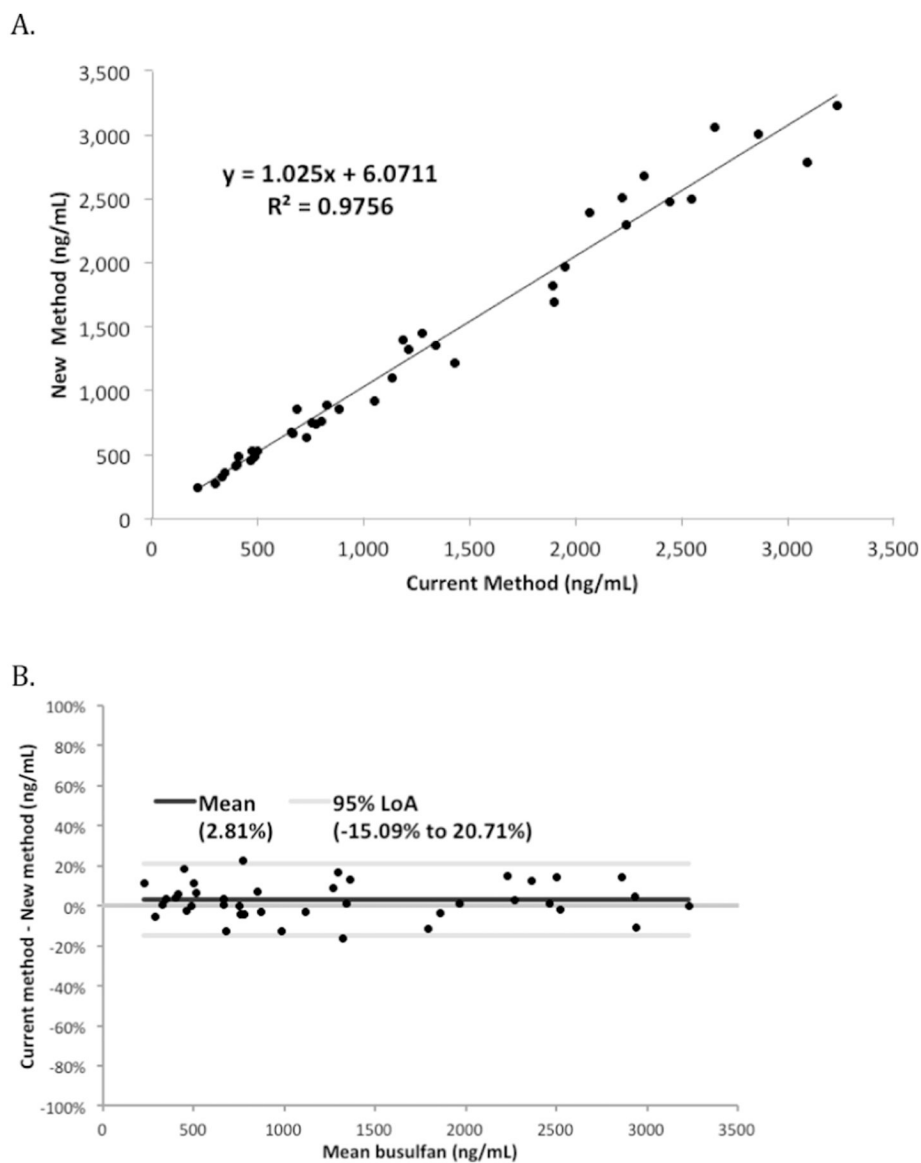 A.
3,500
3,000
2,500
2,000
1,500
1,000
500
0
New Method (ng/mL)
y = 1.025x + 6.0711
R² = 0.9756
0 500 1,000 1,500 2,000 2,500 3,000 3,500
Current Method (ng/mL)
B.
100%
80%
60%
40%
20%
0%
-20%
-40%
-60%
-80%
-100%
Current method - New method (ng/mL)
Mean 95% LoA
(2.81%) (-15.09% to 20.71%)
0 500 1000 1500 2000 2500 3000 3500
Mean busulfan (ng/mL)